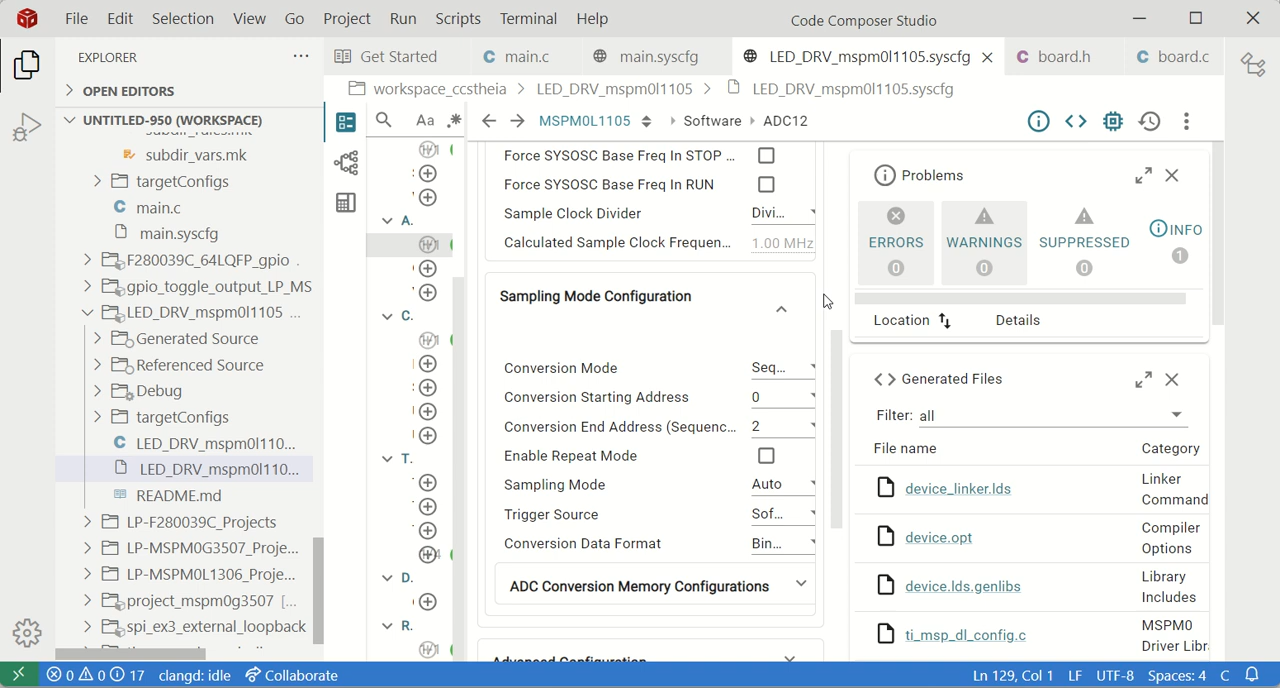 File Edit Selection View Go Project Run Scripts Terminal Help
Code Composer Studio
EXPLORER
OPEN EDITORS
UNTITLED-950 (WORKSPACE)
subdir_rules.mk
subdir_vars.mk
targetConfigs
main.c
main.syscfg
F280039C_64LQFP_gpio
gpio_toggle_output_LP_MS
LED_DRV_mspm0l1105 ...
Generated Source
Referenced Source
Debug
targetConfigs
LED_DRV_mspm0l110...
LED_DRV_mspm0l110...
README.md
LP-F280039C_Projects
LP-MSPM0G3507_Proje...
LP-MSPM0L1306_Proje...
project_mspm0g3507 [...
spi_ex3_external_loopback
Get Started main.c main.syscfg LED_DRV_mspm0l1105.syscfg board.h board.c
workspace_ccstheia > LED_DRV_mspm0l1105 > LED_DRV_mspm0l1105.syscfg
Aa .*
A.
C.
T.
D.
R.
MSPM0L1105 Software ADC12
Force SYSOSC Base Freq In STOP ...
Force SYSOSC Base Freq In RUN
Sample Clock Divider Divi...
Calculated Sample Clock Frequen... 1.00 MHz
Sampling Mode Configuration
Conversion Mode Seq...
Conversion Starting Address 0
Conversion End Address (Sequenc... 2
Enable Repeat Mode
Sampling Mode Auto
Trigger Source Sof...
Conversion Data Format Bin...
ADC Conversion Memory Configurations
Advanced Configuration
Problems
ERRORS 0
WARNINGS 0
SUPPRESSED 0
INFO 1
Location Details
Generated Files
Filter: all
File name Category
device_linker.lds Linker
Command
device.opt Compiler
Options
device.lds.genlibs Library
Includes
ti_msp_dl_config.c MSPM0
Driver Libr
0 0 17 clangd: idle Collaborate
Ln 129, Col 1 LF UTF-8 Spaces: 4 C